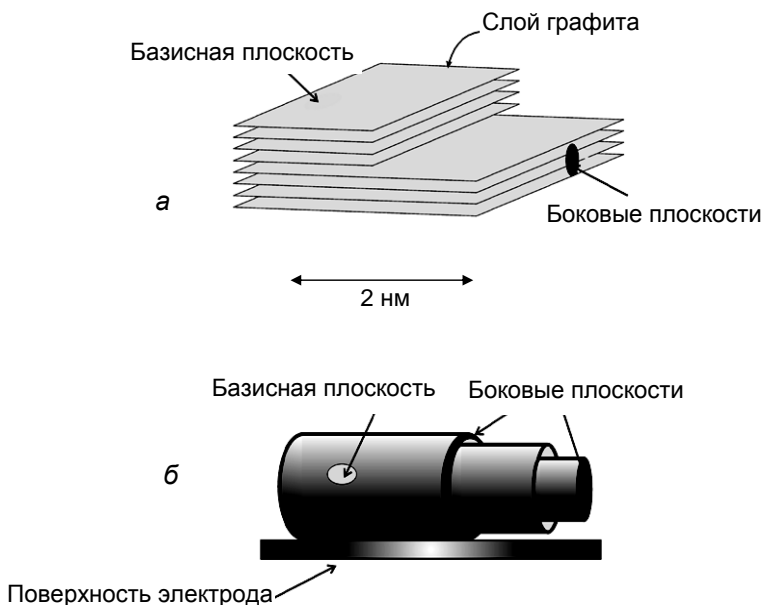 Слой графита
Базисная плоскость
а
Боковые плоскости
2 нм
Базисная плоскость
Боковые плоскости
б
Поверхность электрода